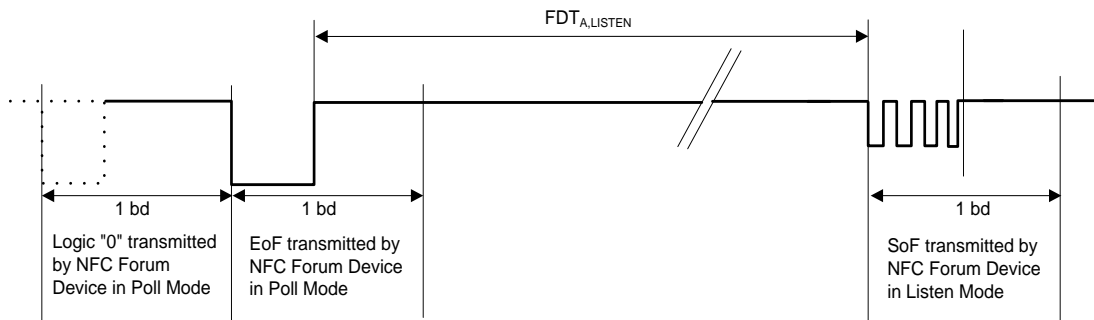 FDTA,LISTEN
1 bd
1 bd
1 bd
Logic "0" transmitted
by NFC Forum
Device in Poll Mode
EoF transmitted by
NFC Forum Device
in Poll Mode
SoF transmitted by
NFC Forum Device
in Listen Mode